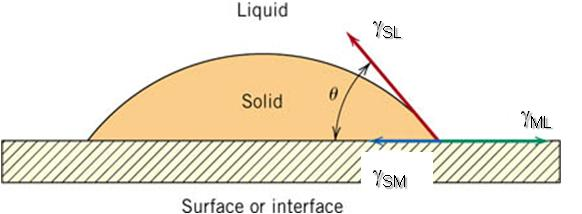 Liquid
γSL
θ
Solid
γML
γSM
Surface or interface